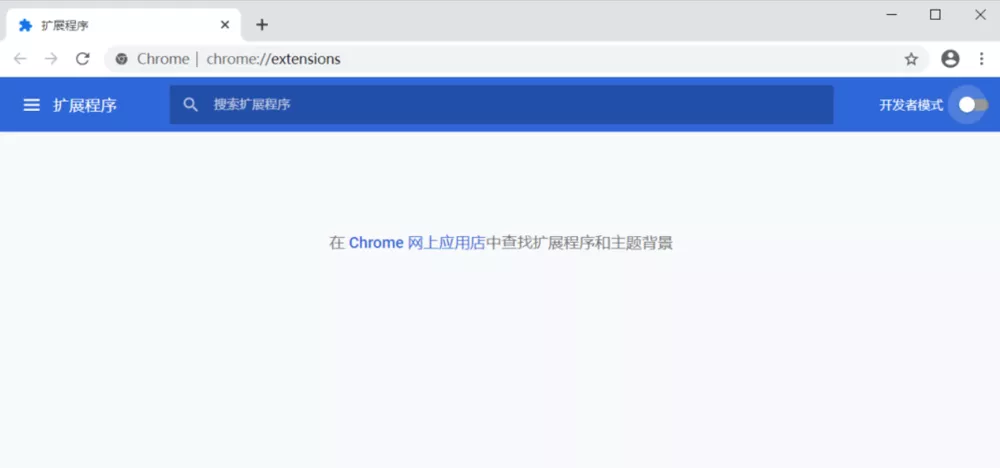 扩展程序
Chrome | chrome://extensions
扩展程序 搜索扩展程序 开发者模式
在 Chrome 网上应用店中查找扩展程序和主题背景